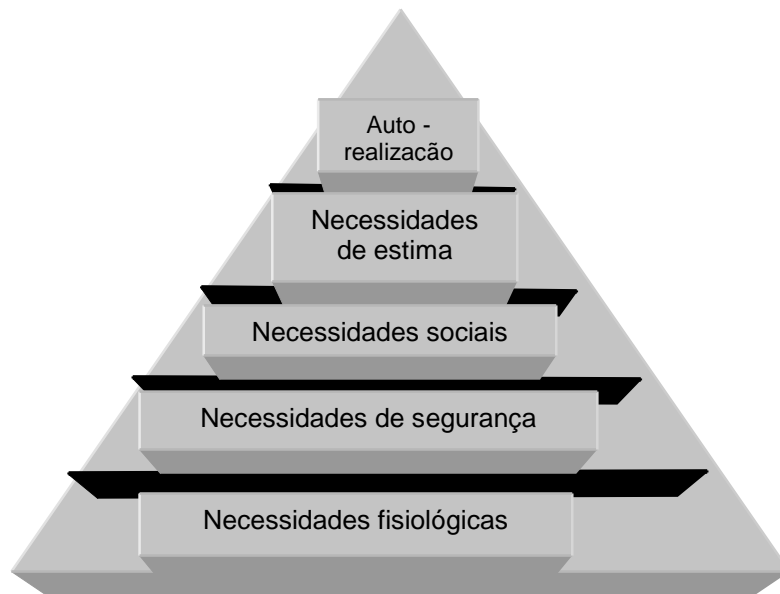 Auto -
realizacão
Necessidades
de estima
Necessidades sociais
Necessidades de segurança
Necessidades fisiológicas